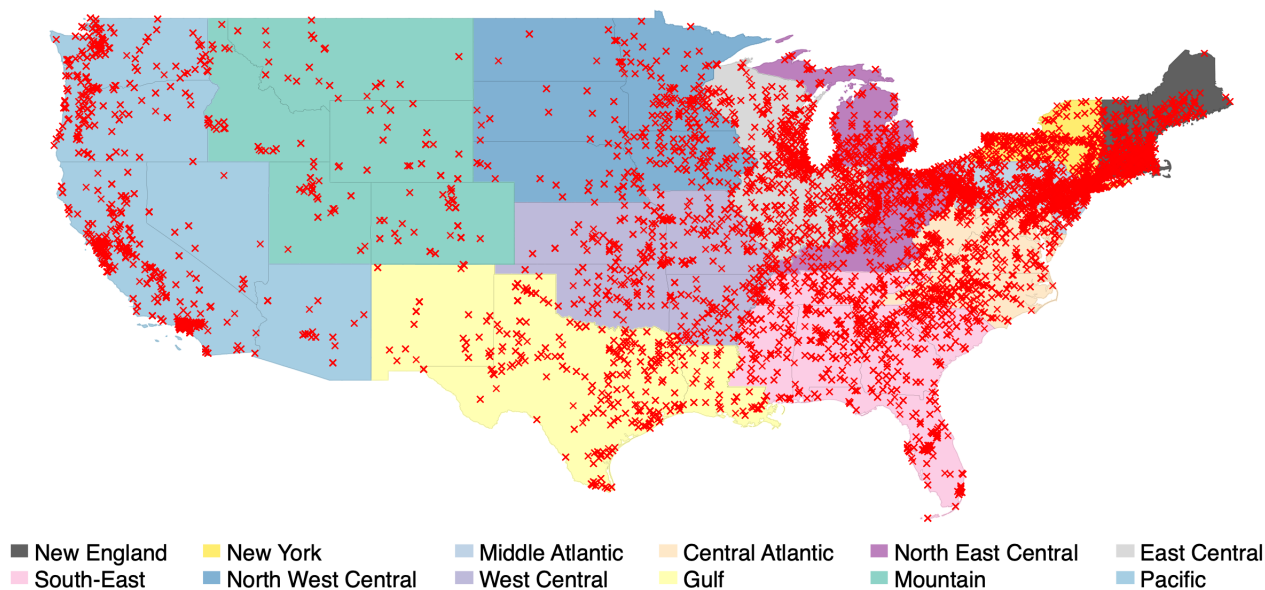 New England New York Middle Atlantic Central Atlantic North East Central East Central
South-East North West Central West Central Gulf Mountain Pacific